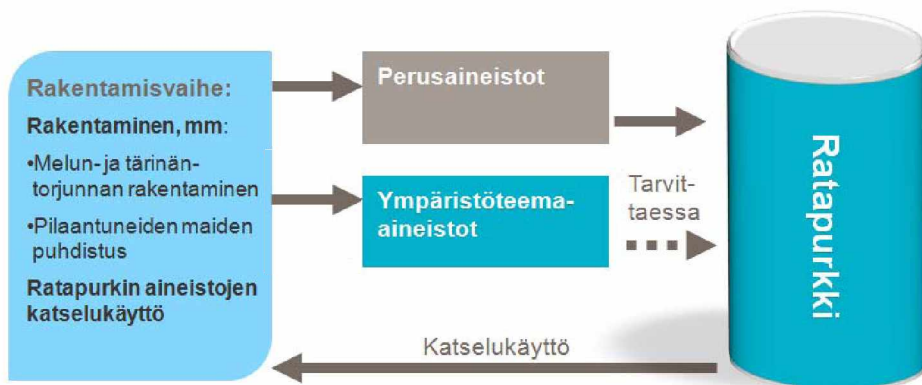 Rakentamisvaihe:
Rakentaminen, mm:
•Melun- ja tärinän-
torjunnan rakentaminen
•Pilaantuneiden maiden
puhdistus
Ratapurkin aineistojen
katselukäyttö
Perusaineistot
Ympäristöteema-
aineistot
Tarvit-
taessa
Ratapurkki
Katselukäyttö